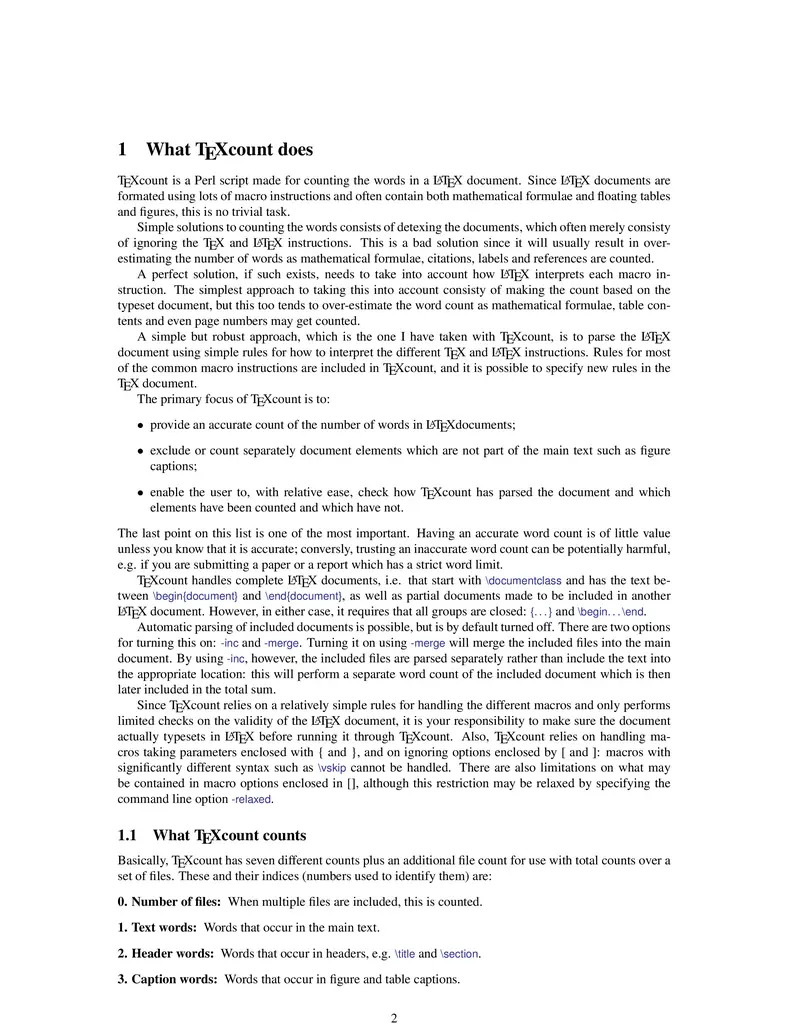 1 What TEXcount does
TEXcount is a Perl script made for counting the words in a LATEX document. Since LATEX documents are
formated using lots of macro instructions and often contain both mathematical formulae and floating tables
and figures, this is no trivial task.
Simple solutions to counting the words consists of detexing the documents, which often merely consisty
of ignoring the TEX and LATEX instructions. This is a bad solution since it will usually result in over-
estimating the number of words as mathematical formulae, citations, labels and references are counted.
A perfect solution, if such exists, needs to take into account how LATEX interprets each macro in-
struction. The simplest approach to taking this into account consisty of making the count based on the
typeset document, but this too tends to over-estimate the word count as mathematical formulae, table con-
tents and even page numbers may get counted.
A simple but robust approach, which is the one I have taken with TEXcount, is to parse the LATEX
document using simple rules for how to interpret the different TEX and LATEX instructions. Rules for most
of the common macro instructions are included in TEXcount, and it is possible to specify new rules in the
TEX document.
The primary focus of TEXcount is to:
• provide an accurate count of the number of words in LATEXdocuments;
• exclude or count separately document elements which are not part of the main text such as figure
captions;
• enable the user to, with relative ease, check how TEXcount has parsed the document and which
elements have been counted and which have not.
The last point on this list is one of the most important. Having an accurate word count is of little value
unless you know that it is accurate; conversly, trusting an inaccurate word count can be potentially harmful,
e.g. if you are submitting a paper or a report which has a strict word limit.
TEXcount handles complete LATEX documents, i.e. that start with \documentclass and has the text be-
tween \begin{document} and \end{document}, as well as partial documents made to be included in another
LATEX document. However, in either case, it requires that all groups are closed: {...} and \begin...\end.
Automatic parsing of included documents is possible, but is by default turned off. There are two options
for turning this on: -inc and -merge. Turning it on using -merge will merge the included files into the main
document. By using -inc, however, the included files are parsed separately rather than include the text into
the appropriate location: this will perform a separate word count of the included document which is then
later included in the total sum.
Since TEXcount relies on a relatively simple rules for handling the different macros and only performs
limited checks on the validity of the LATEX document, it is your responsibility to make sure the document
actually typesets in LATEX before running it through TEXcount. Also, TEXcount relies on handling ma-
cros taking parameters enclosed with { and }, and on ignoring options enclosed by [ and ]: macros with
significantly different syntax such as \vskip cannot be handled. There are also limitations on what may
be contained in macro options enclosed in [], although this restriction may be relaxed by specifying the
command line option -relaxed.
1.1 What TEXcount counts
Basically, TEXcount has seven different counts plus an additional file count for use with total counts over a
set of files. These and their indices (numbers used to identify them) are:
0. Number of files: When multiple files are included, this is counted.
1. Text words: Words that occur in the main text.
2. Header words: Words that occur in headers, e.g. \title and \section.
3. Caption words: Words that occur in figure and table captions.
2